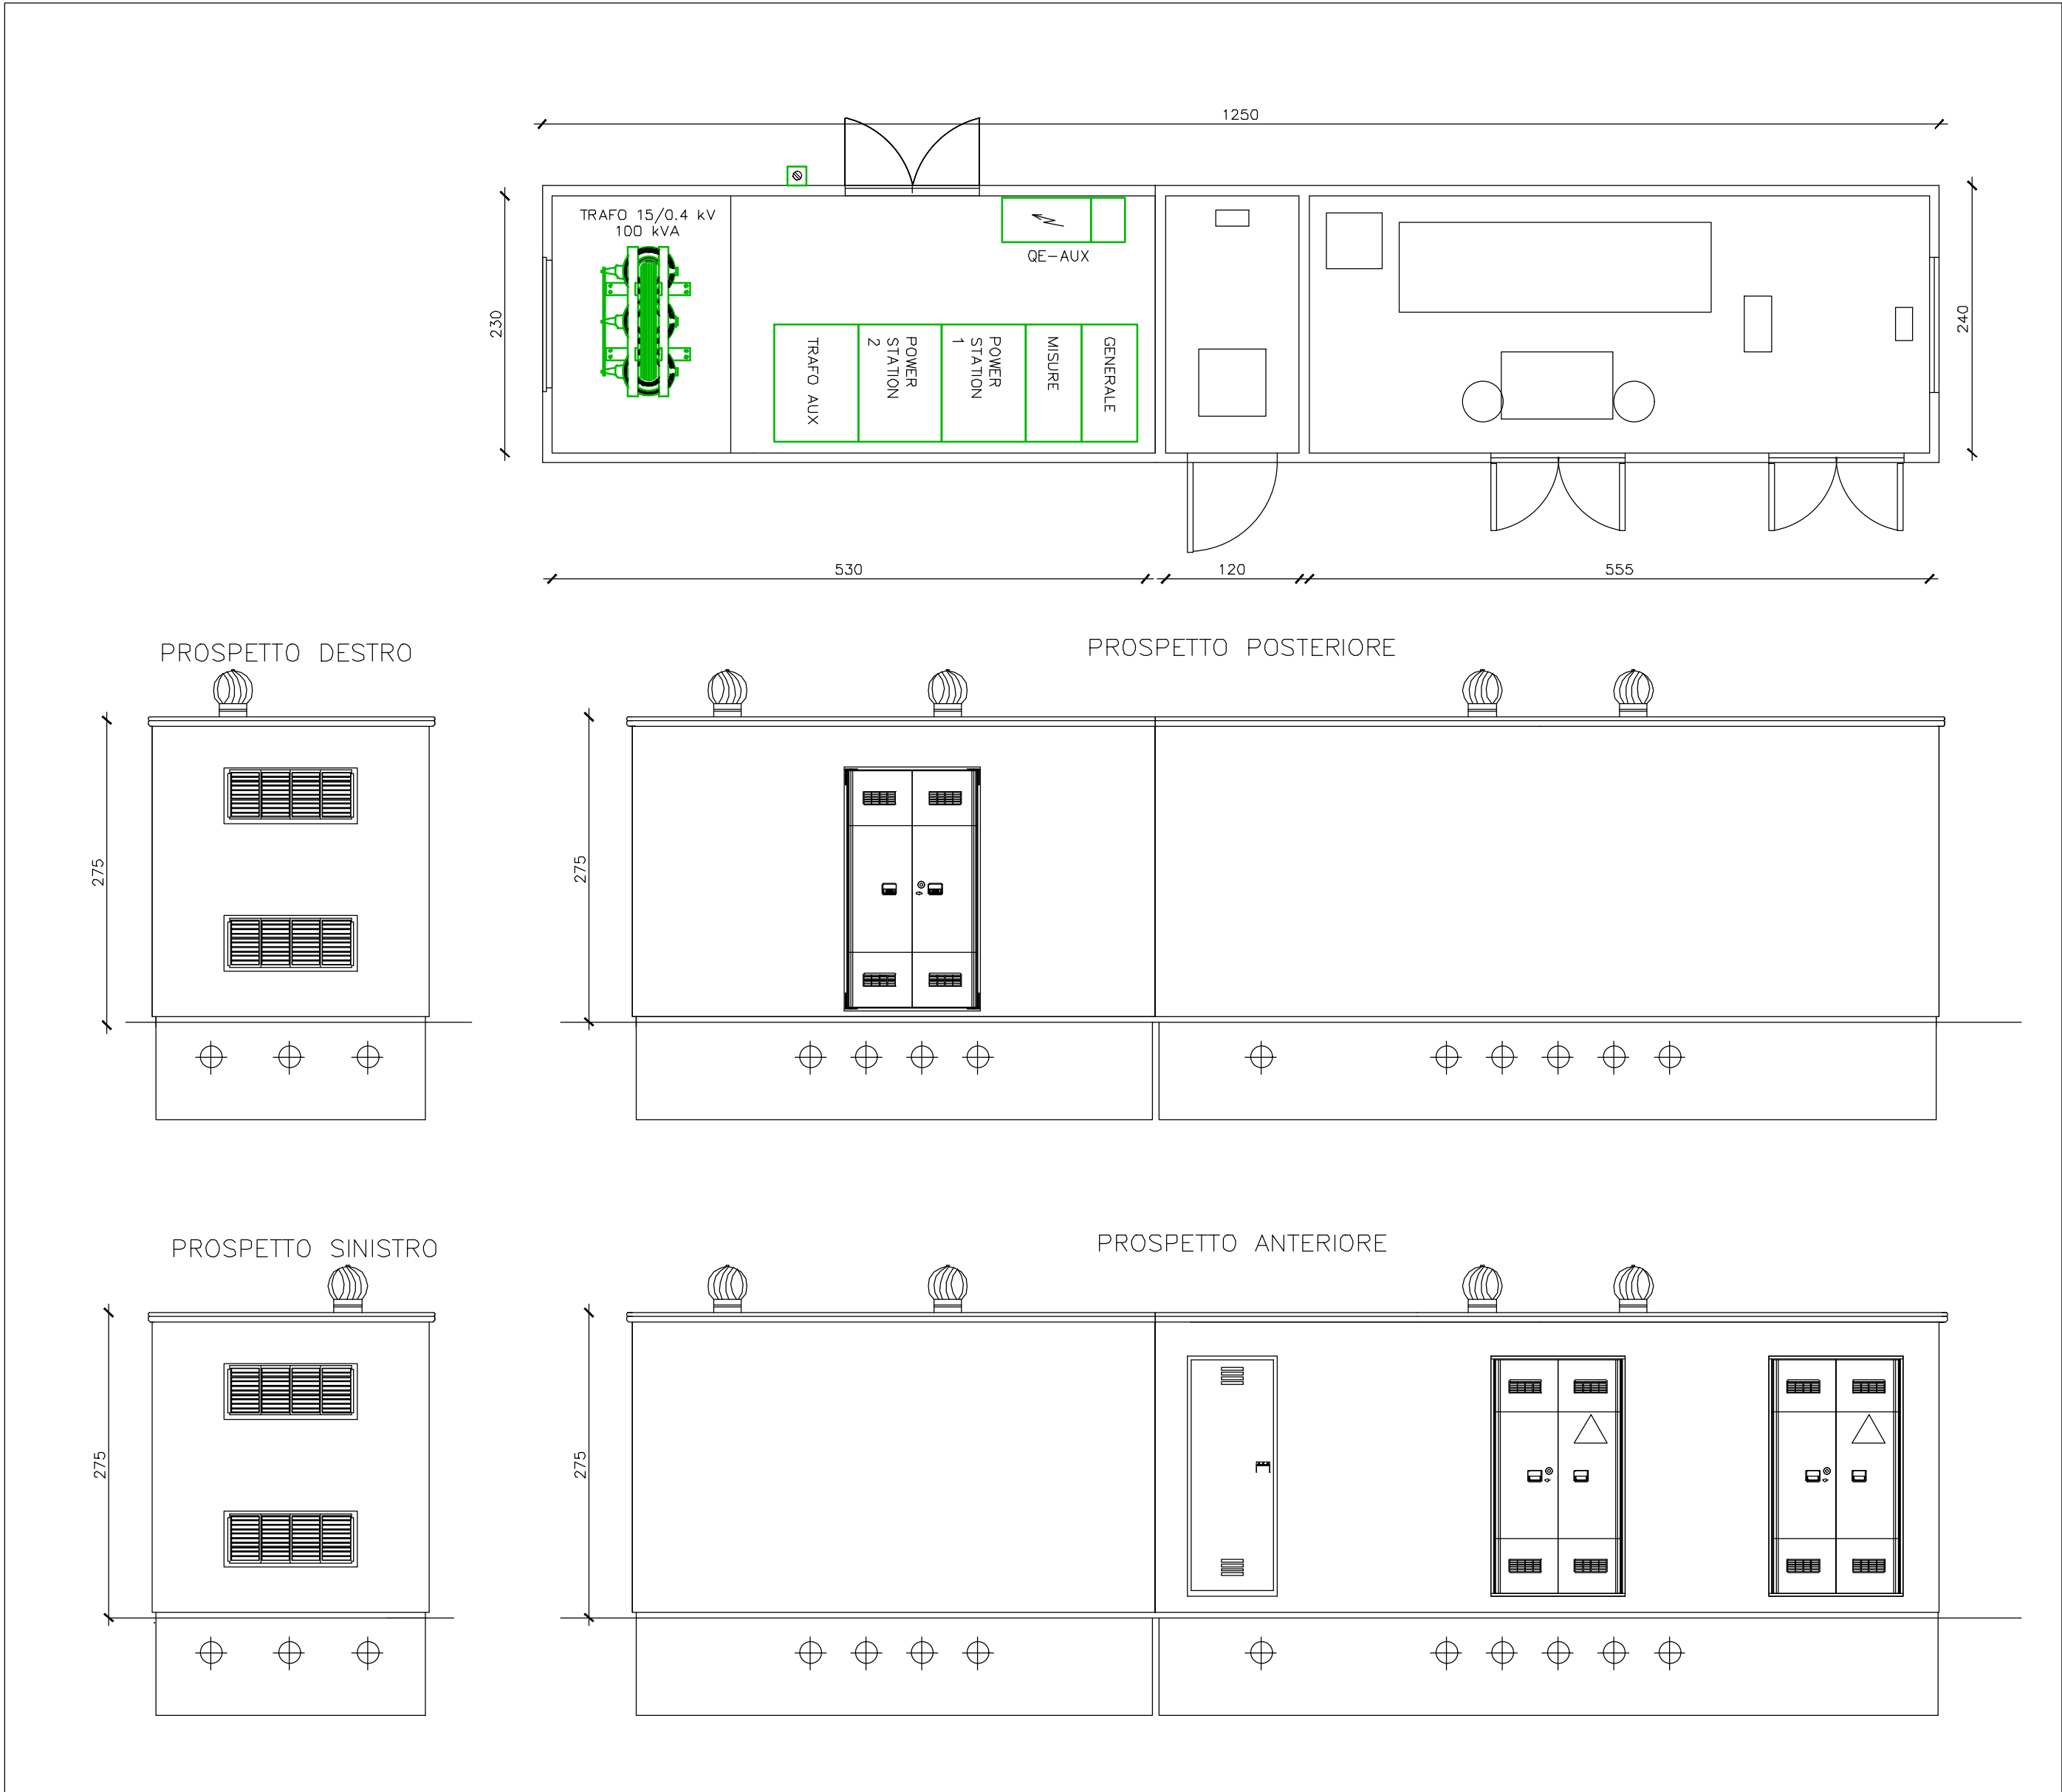 1250
TRAFO 15/0.4 kV
100 kVA
QE-AUX
230
240
TRAFO AUX
POWER
STATION
2
POWER
STATION
1
MISURE
GENERALE
530
120
555
PROSPETTO DESTRO
PROSPETTO POSTERIORE
275
275
PROSPETTO SINISTRO
PROSPETTO ANTERIORE
275
275